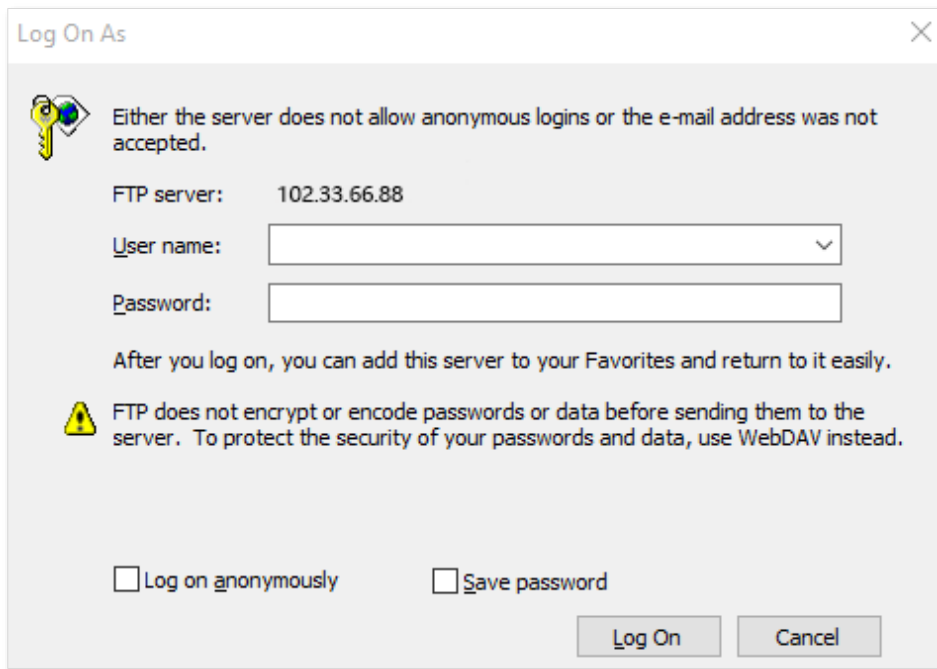 Log On As
Either the server does not allow anonymous logins or the e-mail address was not
accepted.
FTP server: 102.33.66.88
User name:
Password:
After you log on, you can add this server to your Favorites and return to it easily.
FTP does not encrypt or encode passwords or data before sending them to the
server. To protect the security of your passwords and data, use WebDAV instead.
Log on anonymously Save password
Log On Cancel